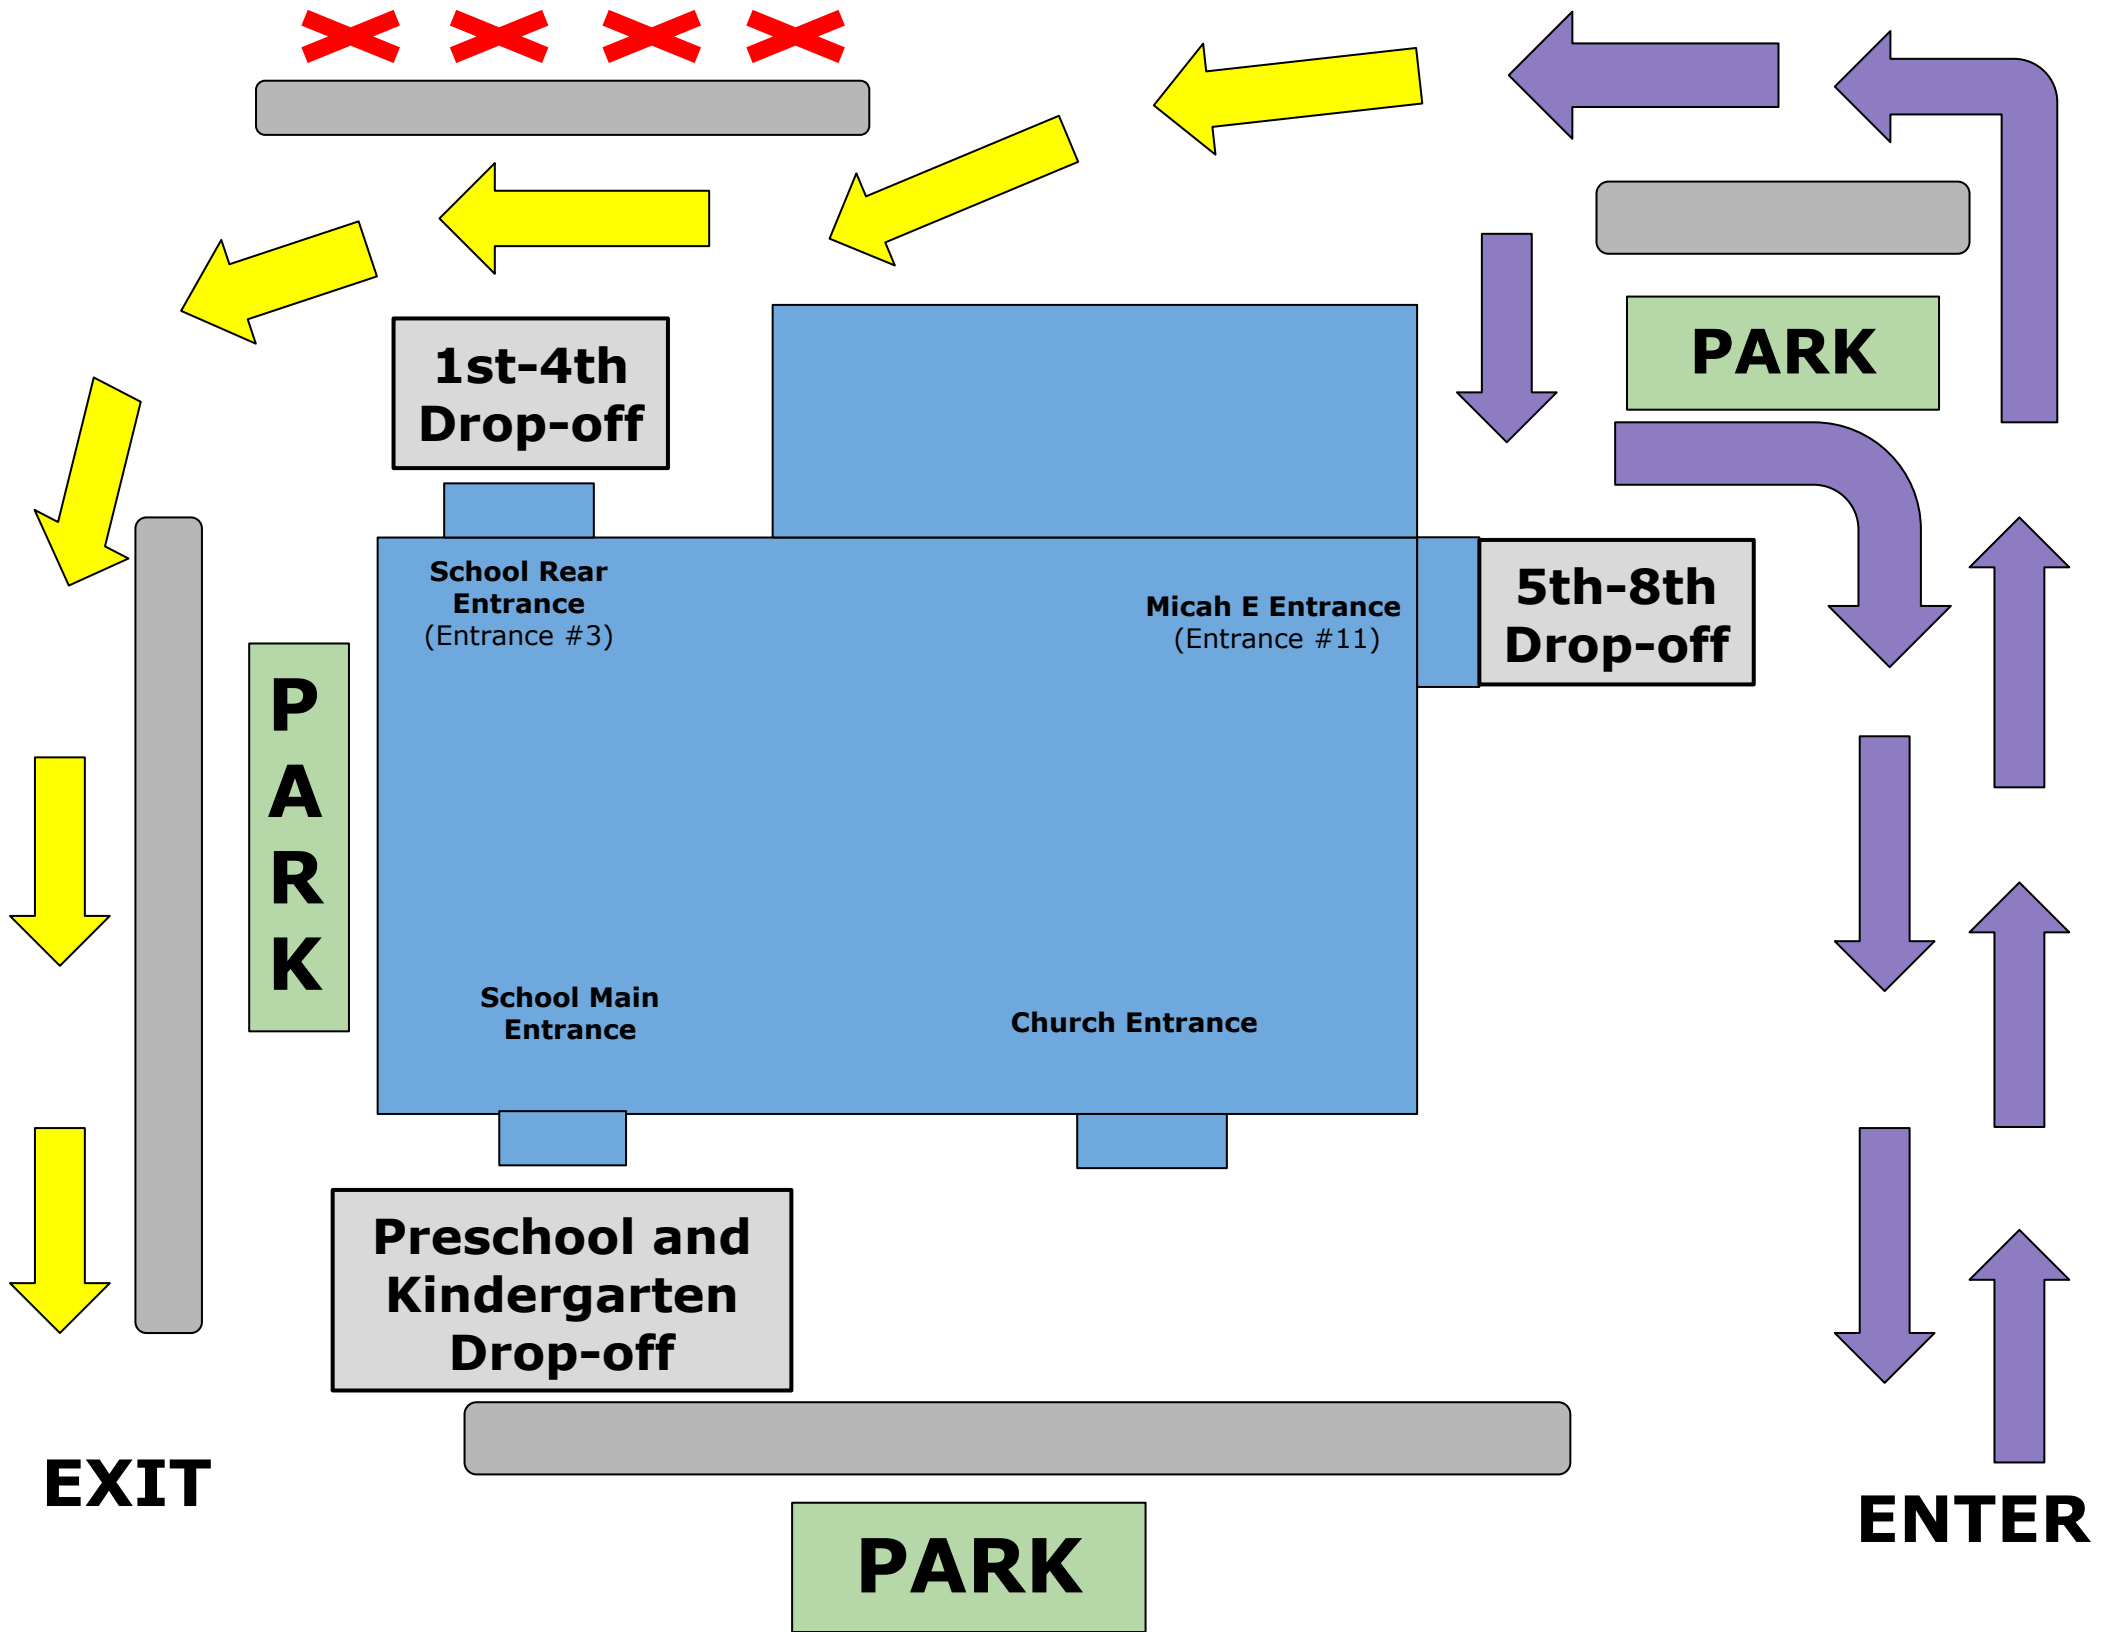 1st-4th
Drop-off
PARK
School Rear
Entrance
(Entrance #3)
Micah E Entrance
(Entrance #11)
5th-8th
Drop-off
P
A
R
K
School Main
Entrance
Church Entrance
Preschool and
Kindergarten
Drop-off
EXIT
ENTER
PARK